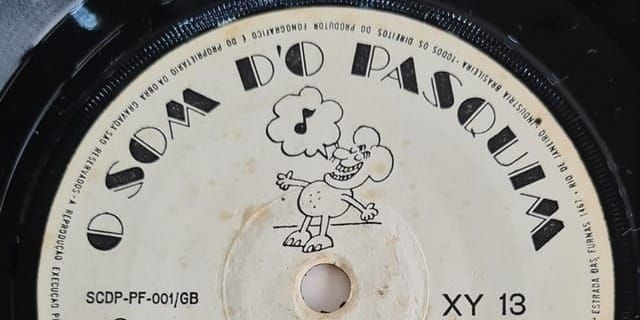 O SOM D'O PASQUIM
A REPRODUÇÃO EXECUÇÃO
RESERVADOS - TODOS OS DIREITOS DO PRODUTOR FONOGRÁFICO E DO PROPRIETÁRIO DA OBRA GRAVADA SÃO
ESTRADA DAS FURNAS 1467 - RIO DE JANEIRO INDUSTRIA BRASILEIRA
SCDP-PF-001/GB
XY 13